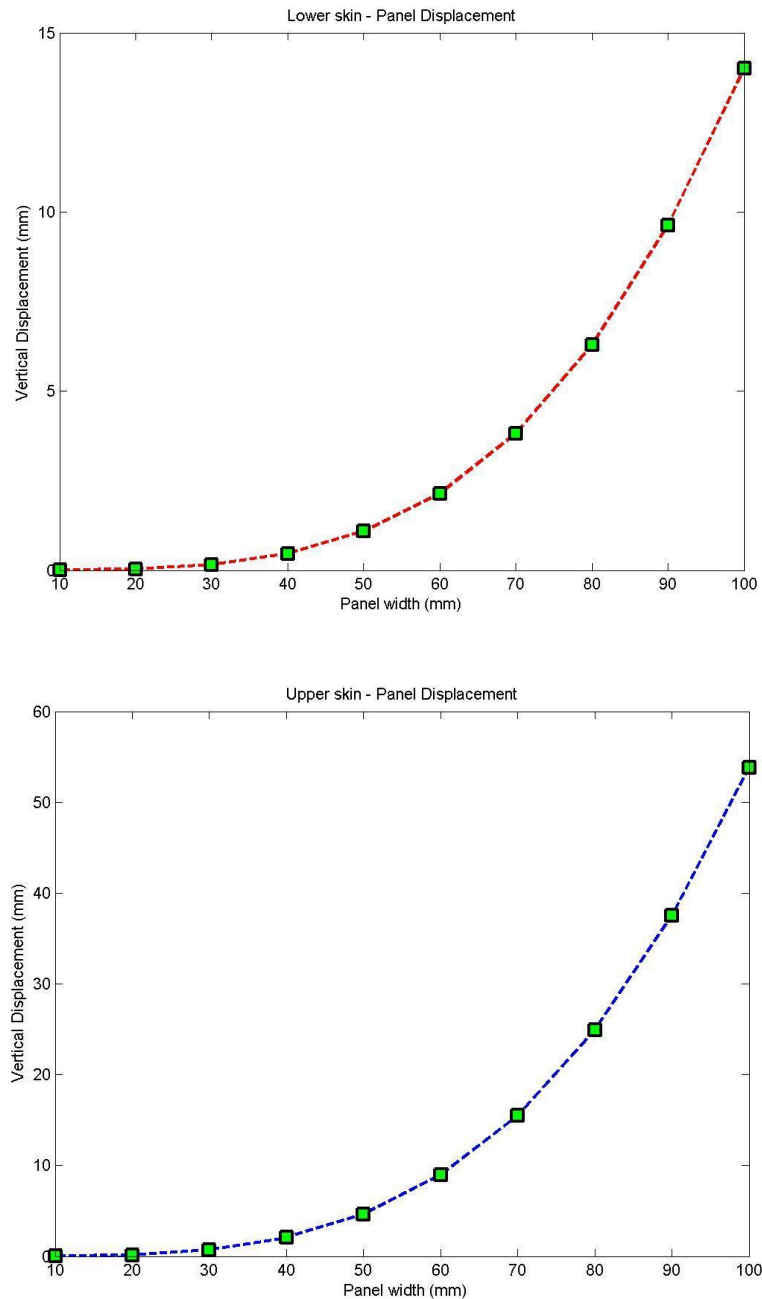 Lower skin - Panel Displacement
15
10
5
0
10 20 30 40 50 60 70 80 90 100
Vertical Displacement (mm)
Panel width (mm)
Upper skin - Panel Displacement
60
50
40
30
20
10
0
10 20 30 40 50 60 70 80 90 100
Vertical Displacement (mm)
Panel width (mm)